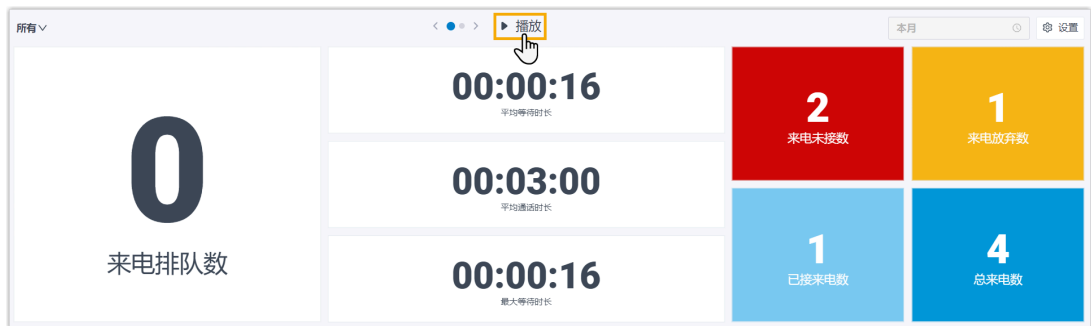 所有
播放
本月
设置
0
来电排队数
00:00:16
平均等待时长
00:03:00
平均通话时长
00:00:16
最大等待时长
2
来电未接数
1
来电放弃数
1
已接来电数
4
总来电数